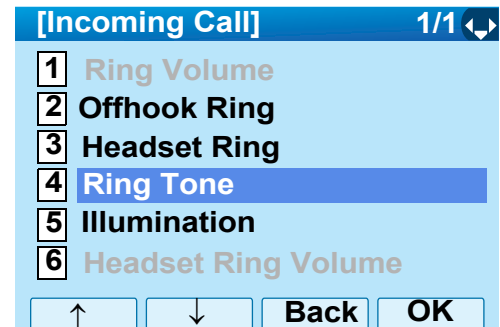 [Incoming Call] 1/1
1 Ring Volume
2 Offhook Ring
3 Headset Ring
4 Ring Tone
5 Illumination
6 Headset Ring Volume
↑ ↓ Back OK